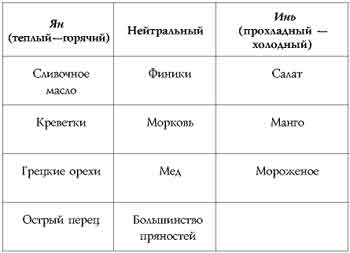 Ян
(теплый—горячий)
Нейтральный
Инь
(прохладный —
холодный)
Сливочное
масло
Финики
Салат
Креветки
Морковь
Манго
Грецкие орехи
Мед
Мороженое
Острый перец
Большинство
пряностей